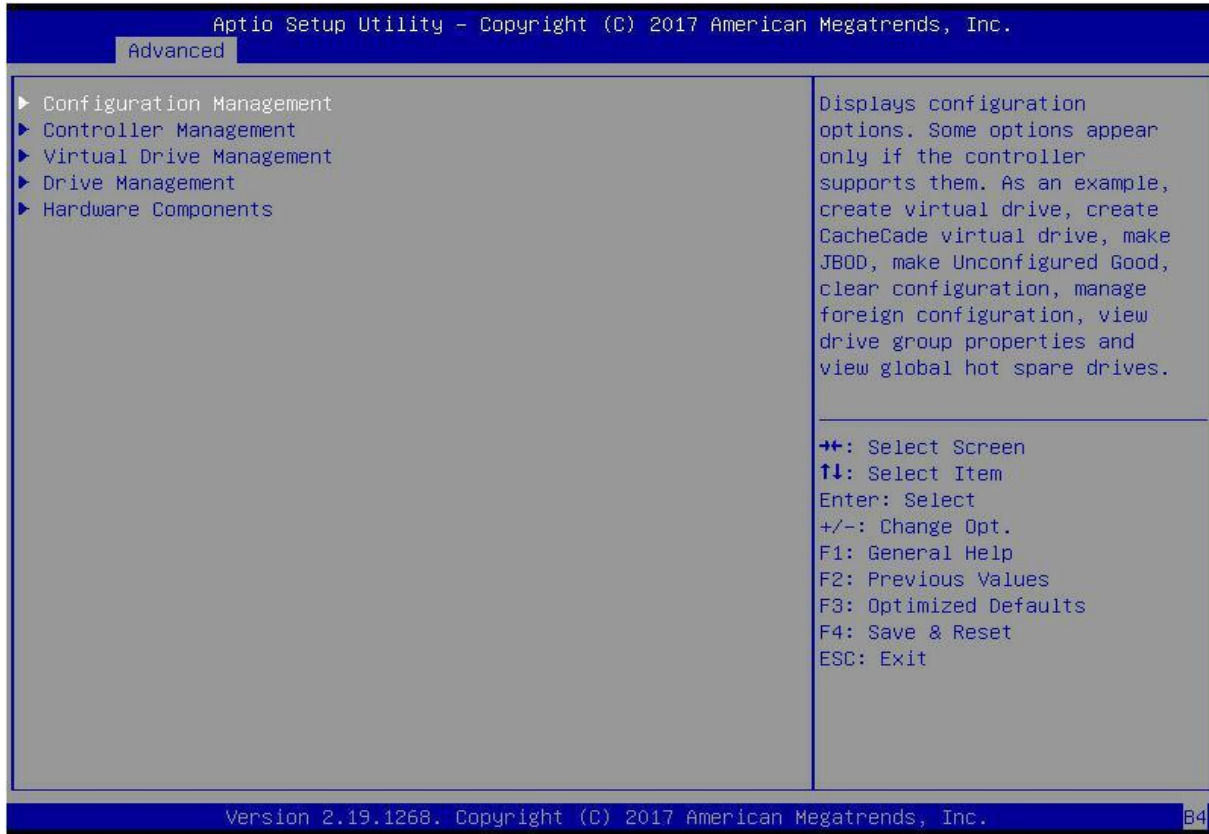 Aptio Setup Utility – Copyright (C) 2017 American Megatrends, Inc.
Advanced
▶ Configuration Management
▶ Controller Management
▶ Virtual Drive Management
▶ Drive Management
▶ Hardware Components
Displays configuration
options. Some options appear
only if the controller
supports them. As an example,
create virtual drive, create
CacheCade virtual drive, make
JBOD, make Unconfigured Good,
clear configuration, manage
foreign configuration, view
drive group properties and
view global hot spare drives.
→←: Select Screen
↑↓: Select Item
Enter: Select
+/-: Change Opt.
F1: General Help
F2: Previous Values
F3: Optimized Defaults
F4: Save & Reset
ESC: Exit
Version 2.19.1268. Copyright (C) 2017 American Megatrends, Inc.
B4